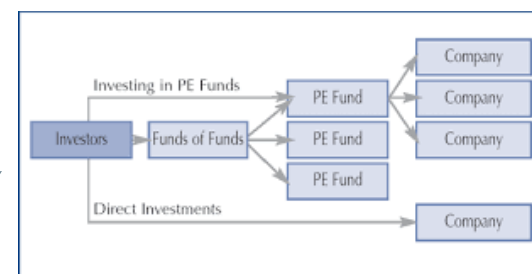 Company
Investing in PE Funds
PE Fund
Company
Investors
Funds of Funds
PE Fund
Company
PE Fund
Direct Investments
Company